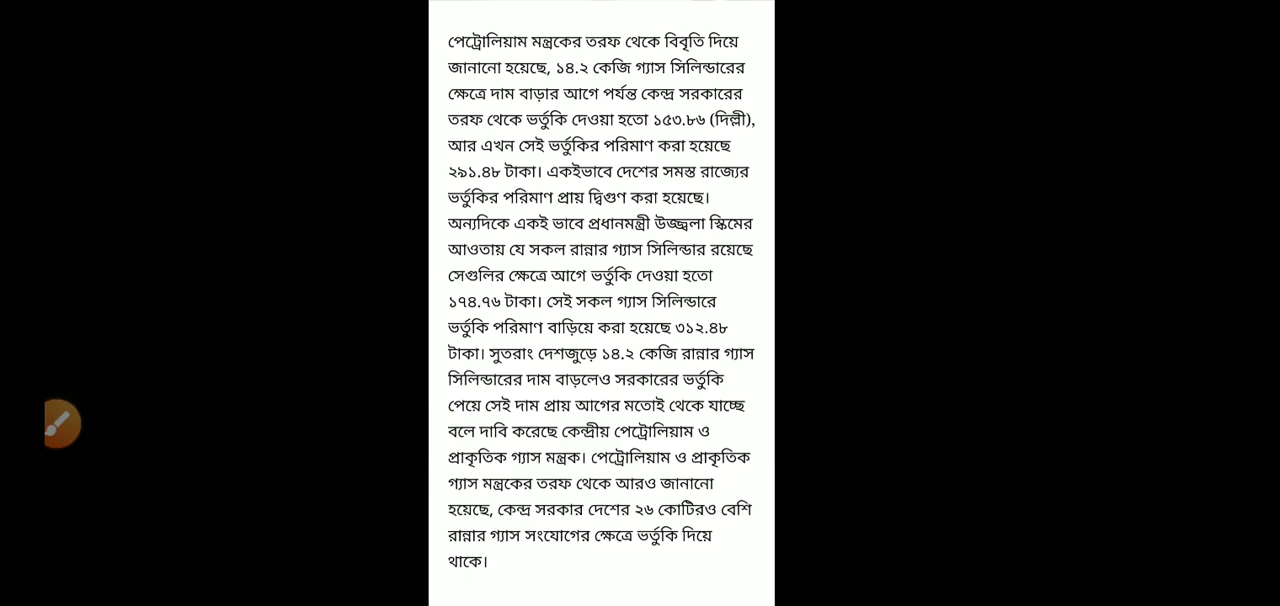 পেট্রোলিয়াম মন্ত্রকের তরফ থেকে বিবৃতি দিয়ে
জানানো হয়েছে, ১৪.২ কেজি গ্যাস সিলিন্ডারের
ক্ষেত্রে দাম বাড়ার আগে পর্যন্ত কেন্দ্র সরকারের
তরফ থেকে ভর্তুকি দেওয়া হতো ১৫৩.৮৬ (দিল্লী),
আর এখন সেই ভর্তুকির পরিমাণ করা হয়েছে
২৯১.৪৮ টাকা। একইভাবে দেশের সমস্ত রাজ্যের
ভর্তুকির পরিমাণ প্রায় দ্বিগুণ করা হয়েছে।
অন্যদিকে একই ভাবে প্রধানমন্ত্রী উজ্জ্বলা স্কিমের
আওতায় যে সকল রান্নার গ্যাস সিলিন্ডার রয়েছে
সেগুলির ক্ষেত্রে আগে ভর্তুকি দেওয়া হতো
১৭৪.৭৬ টাকা। সেই সকল গ্যাস সিলিন্ডারে
ভর্তুকি পরিমাণ বাড়িয়ে করা হয়েছে ৩১২.৪৮
টাকা। সুতরাং দেশজুড়ে ১৪.২ কেজি রান্নার গ্যাস
সিলিন্ডারের দাম বাড়লেও সরকারের ভর্তুকি
পেয়ে সেই দাম প্রায় আগের মতোই থেকে যাচ্ছে
বলে দাবি করেছে কেন্দ্রীয় পেট্রোলিয়াম ও
প্রাকৃতিক গ্যাস মন্ত্রক। পেট্রোলিয়াম ও প্রাকৃতিক
গ্যাস মন্ত্রকের তরফ থেকে আরও জানানো
হয়েছে, কেন্দ্র সরকার দেশের ২৬ কোটিরও বেশি
রান্নার গ্যাস সংযোগের ক্ষেত্রে ভর্তুকি দিয়ে
থাকে।